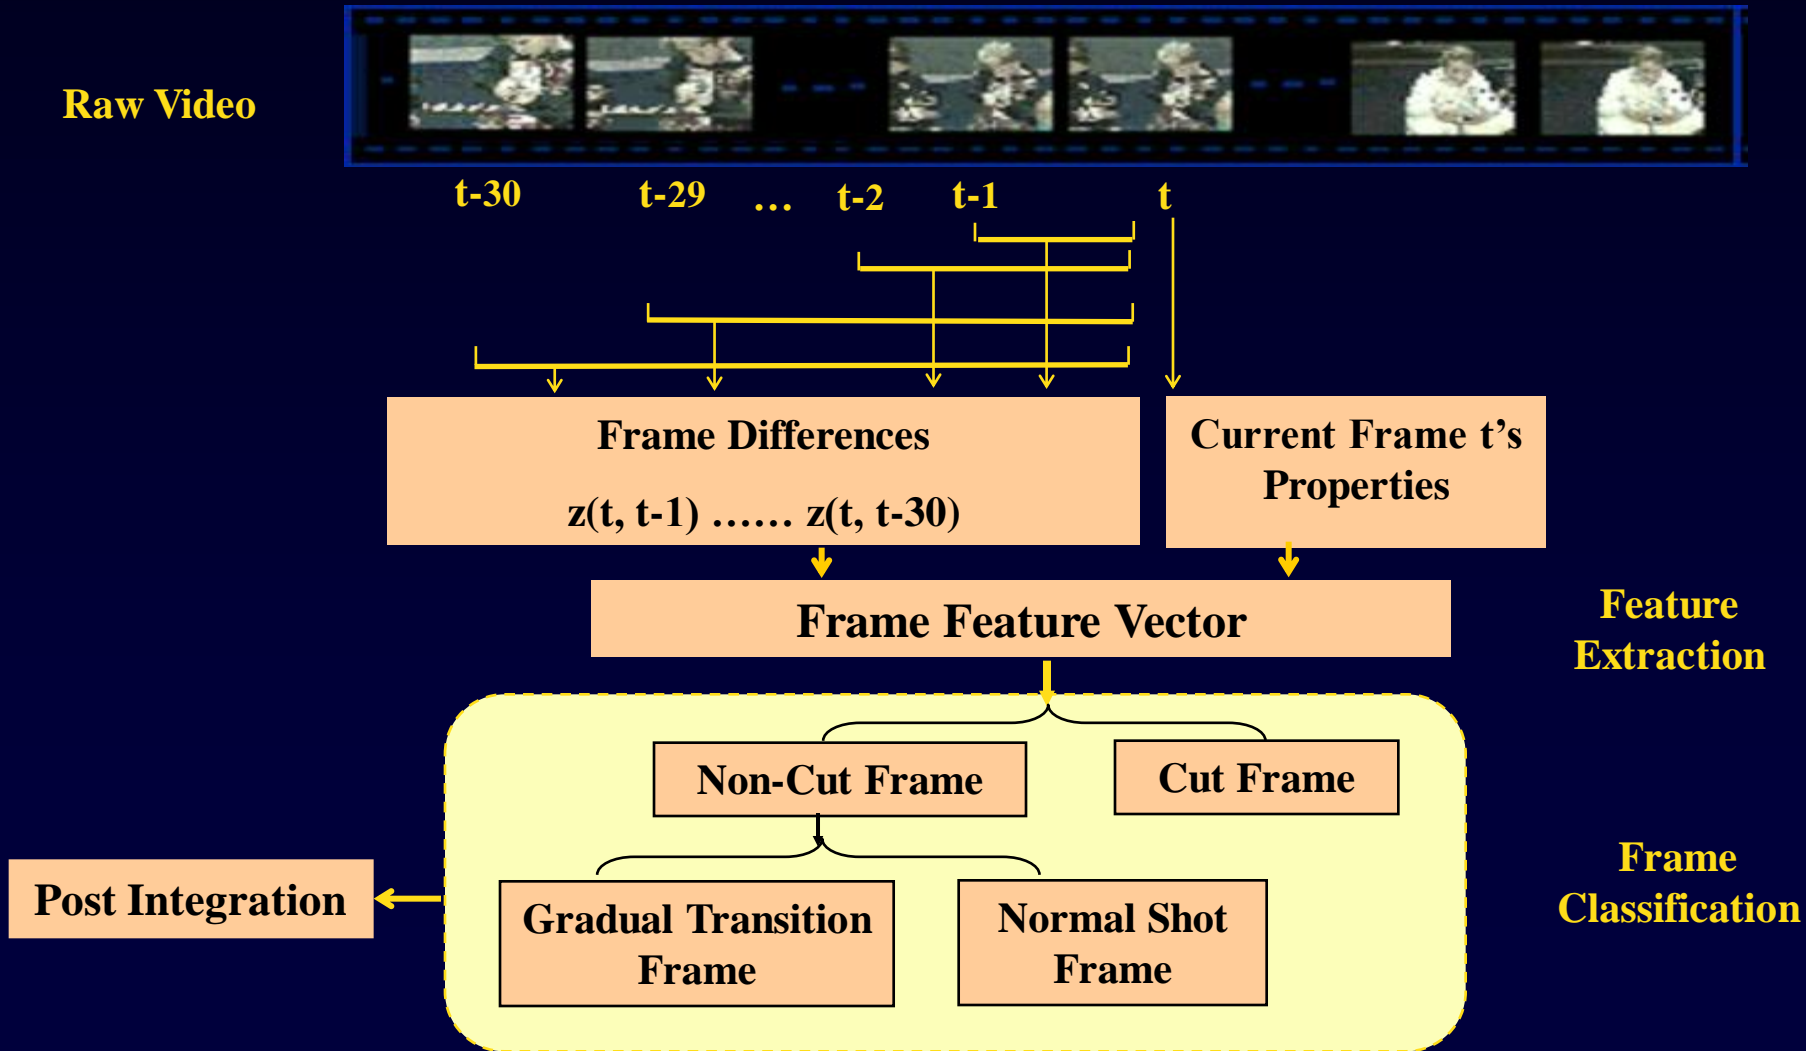 Raw Video
t-30 t-29 … t-2 t-1 t
Frame Differences
z(t, t-1) …… z(t, t-30)
Current Frame t’s
Properties
Frame Feature Vector
Feature
Extraction
Non-Cut Frame
Cut Frame
Gradual Transition
Frame
Normal Shot
Frame
Frame
Classification
Post Integration